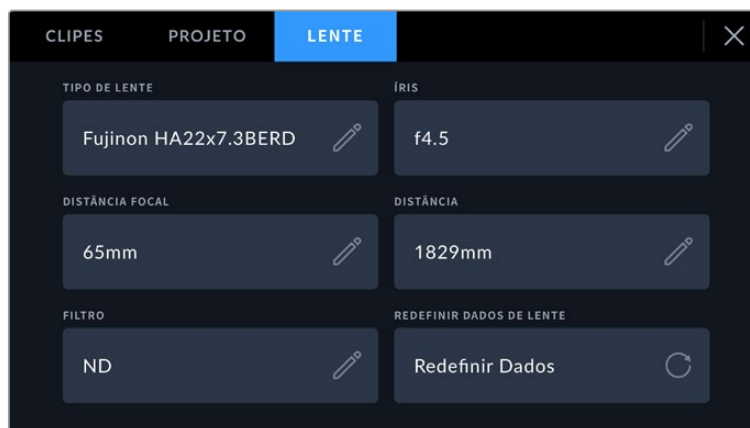 CLIPES PROJETO LENTE
TIPO DE LENTE ÍRIS
Fujinon HA22x7.3BERD f4.5
DISTÂNCIA FOCAL DISTÂNCIA
65mm 1829mm
FILTRO REDEFINIR DADOS DE LENTE
ND Redefinir Dados